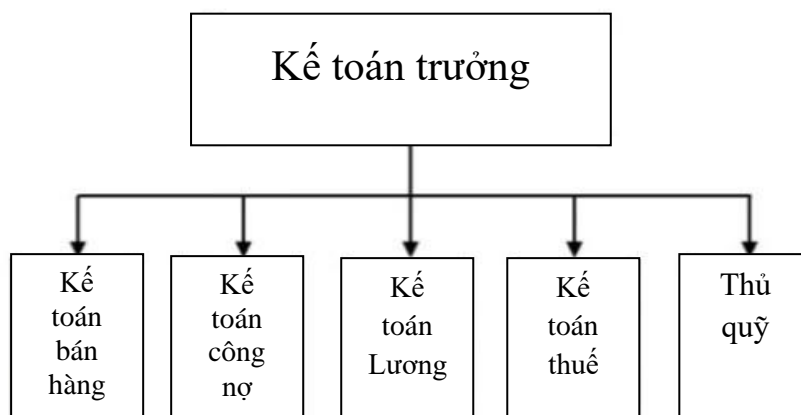 Kế toán trưởng
Kế
toán
bán
hàng
Kế
toán
công
nợ
Kế
toán
Lương
Kế
toán
thuế
Thủ
quỹ